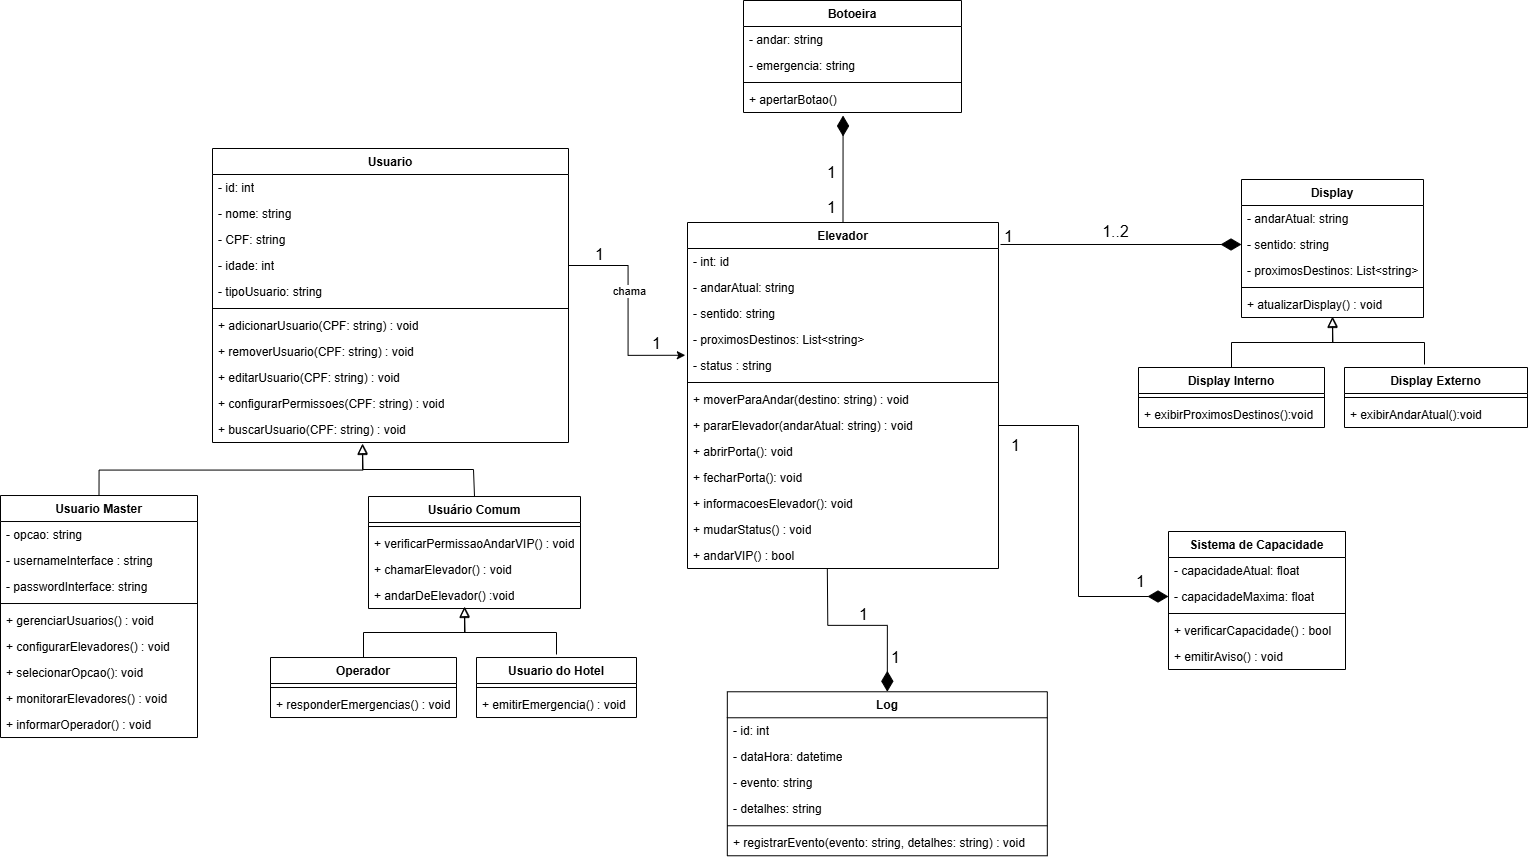 Botoeira
- andar: string
- emergencia: string
+ apertarBotao()
1
1
Usuario
- id: int
- nome: string
- CPF: string
- idade: int
- tipoUsuario: string
+ adicionarUsuario(CPF: string) : void
+ removerUsuario(CPF: string) : void
+ editarUsuario(CPF: string) : void
+ configurarPermissoes(CPF: string) : void
+ buscarUsuario(CPF: string) : void
1
chama
1
Elevador
- int: id
- andarAtual: string
- sentido: string
- proximosDestinos: List<string>
- status : string
+ moverParaAndar(destino: string) : void
+ pararElevador(andarAtual: string) : void
+ abrirPorta(): void
+ fecharPorta(): void
+ informacoesElevador(): void
+ mudarStatus() : void
+ andarVIP() : bool
1
1..2
Display
- andarAtual: string
- sentido: string
- proximosDestinos: List<string>
+ atualizarDisplay() : void
Display Interno
+ exibirProximosDestinos():void
Display Externo
+ exibirAndarAtual():void
1
1
Sistema de Capacidade
- capacidadeAtual: float
- capacidadeMaxima: float
+ verificarCapacidade() : bool
+ emitirAviso() : void
Usuario Master
- opcao: string
- usernameInterface : string
- passwordInterface: string
+ gerenciarUsuarios() : void
+ configurarElevadores() : void
+ selecionarOpcao(): void
+ monitorarElevadores() : void
+ informarOperador() : void
Usuário Comum
+ verificarPermissaoAndarVIP() : void
+ chamarElevador() : void
+ andarDeElevador() :void
Operador
+ responderEmergencias() : void
Usuario do Hotel
+ emitirEmergencia() : void
1
1
Log
- id: int
- dataHora: datetime
- evento: string
- detalhes: string
+ registrarEvento(evento: string, detalhes: string) : void